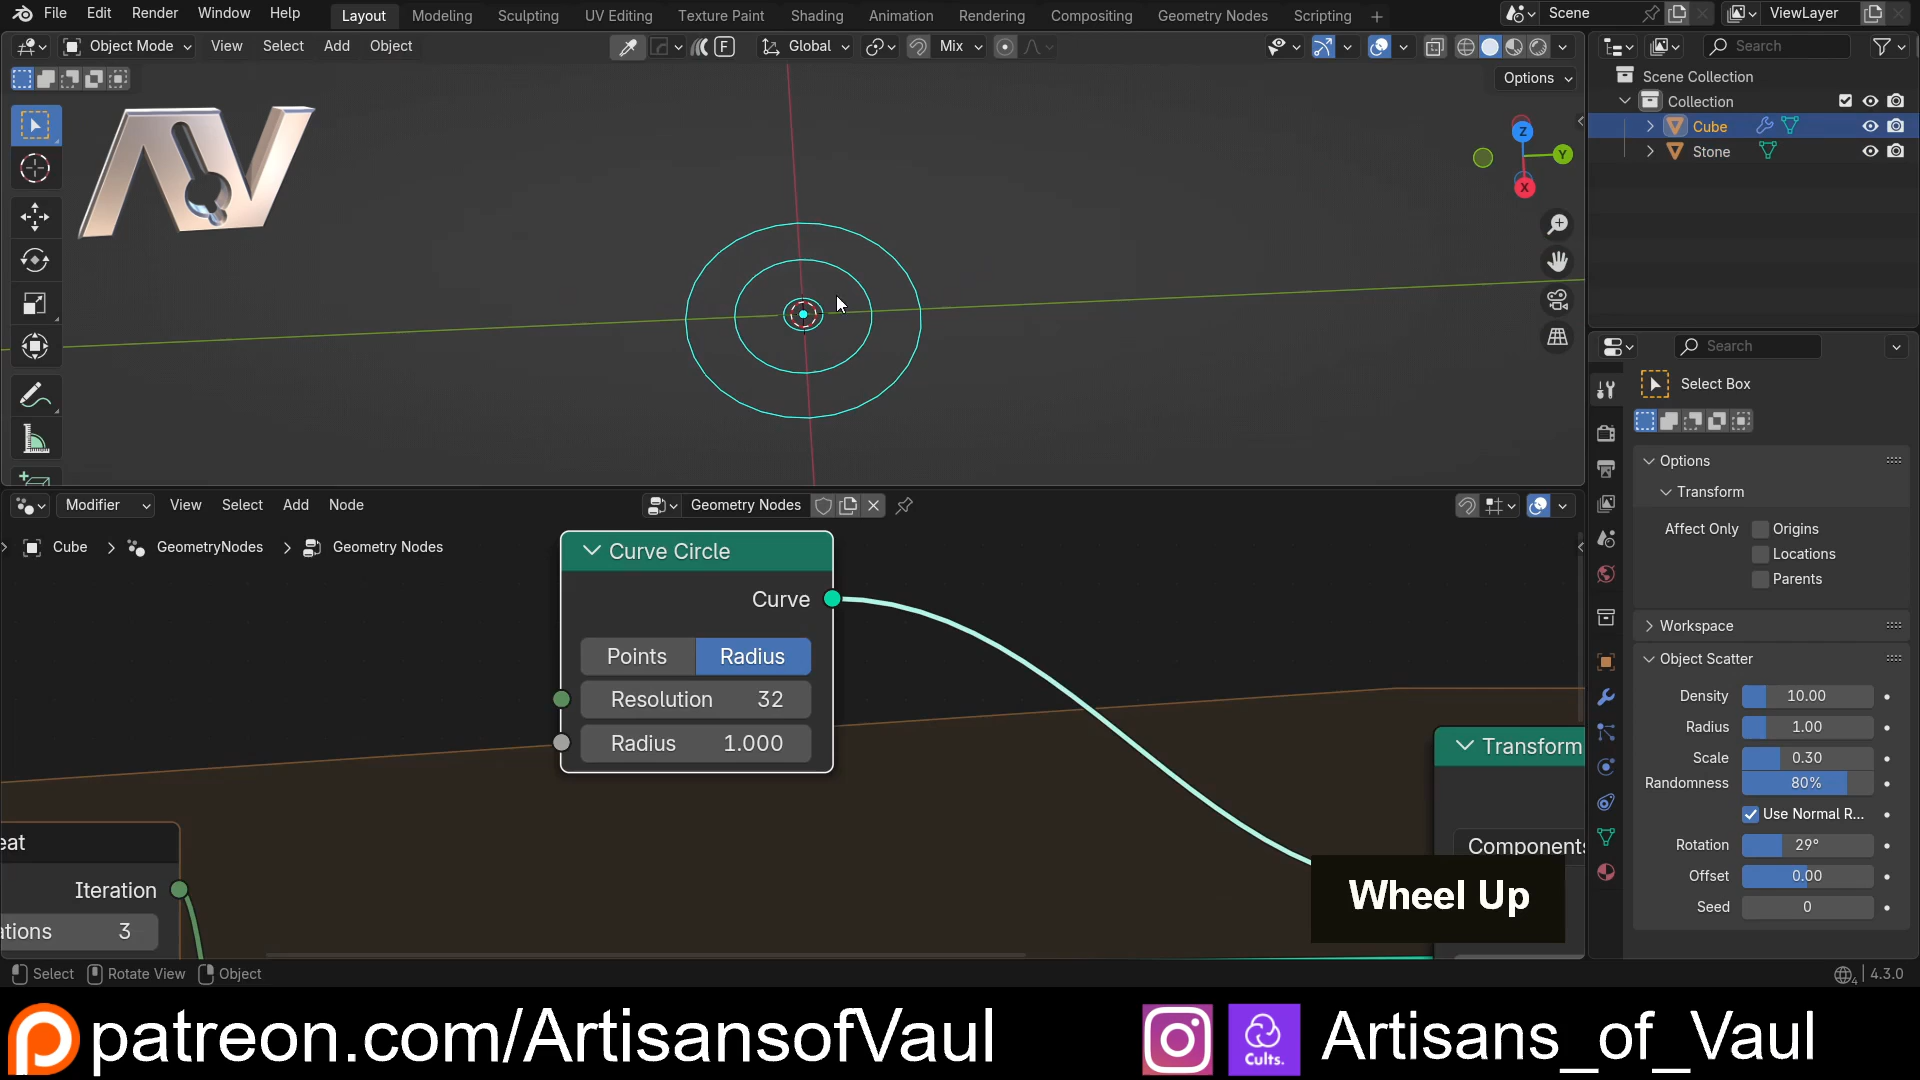 File Edit Render Window Help Layout Modeling Sculpting UV Editing Texture Paint Shading Animation Rendering Compositing Geometry Nodes Scripting + Scene ViewLayer
Object Mode View Select Add Object F Global Mix Search
Options
Scene Collection
Collection
Cube
Stone
Z
Y
X
Search
Select Box
Options
Transform
Affect Only Origins
Locations
Parents
Workspace
Object Scatter
Density 10.00
Radius 1.00
Scale 0.30
Randomness 80%
Use Normal R...
Rotation 29°
Offset 0.00
Seed 0
Modifier View Select Add Node Geometry Nodes
Cube GeometryNodes Geometry Nodes
Curve Circle
Curve
Points Radius
Resolution 32
Radius 1.000
Transform
Components
eat
Iteration
ations 3
Wheel Up
Select Rotate View Object 4.3.0
patreon.com/ArtisansofVaul Cults. Artisans_of_Vaul